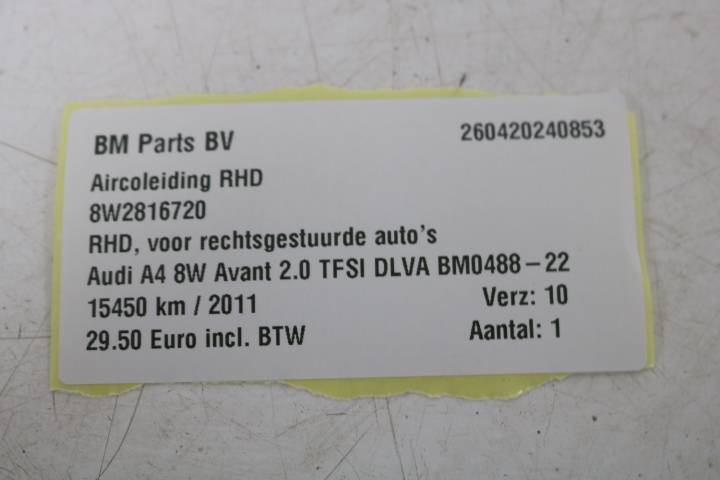 BM Parts BV 260420240853
Aircoleiding RHD
8W2816720
RHD, voor rechtsgestuurde auto's
Audi A4 8W Avant 2.0 TFSI DLVA BM0488-22
15450 km / 2011 Verz: 10
29.50 Euro incl. BTW Aantal: 1